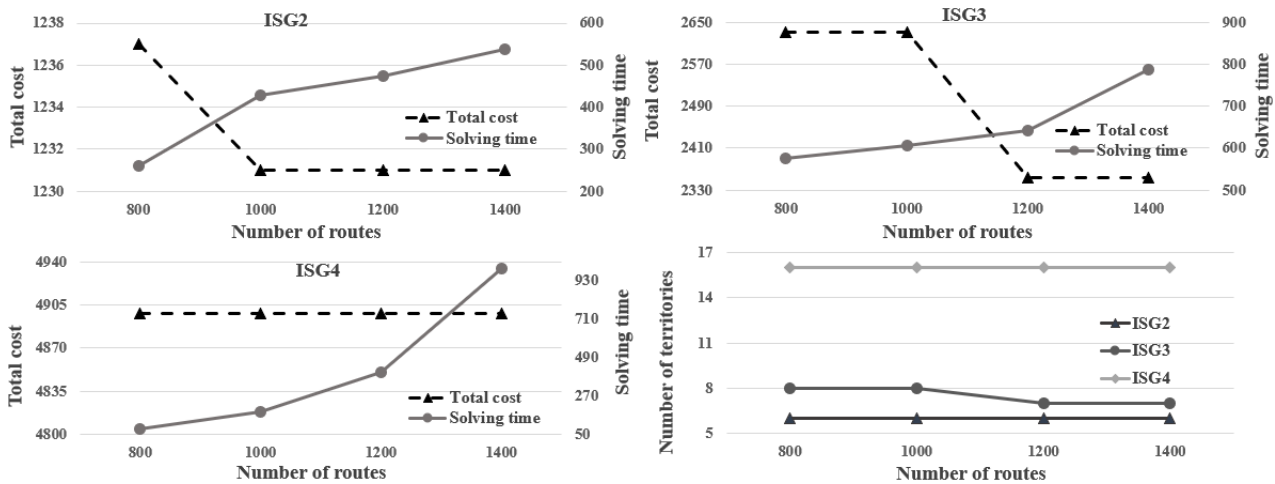 ISG2
1238
1236
1234
1231
1230
600
500
400
300
200
Total cost
Solving time
Total cost
Solving time
800 1000 1200 1400
Number of routes
ISG3
2650
2570
2490
2410
2330
900
800
700
600
500
Total cost
Solving time
Total cost
Solving time
800 1000 1200 1400
Number of routes
ISG4
4940
4905
4870
4835
4800
930
710
490
270
50
Total cost
Solving time
Total cost
Solving time
800 1000 1200 1400
Number of routes
17
14
11
8
5
Number of territories
ISG2
ISG3
ISG4
800 1000 1200 1400
Number of routes